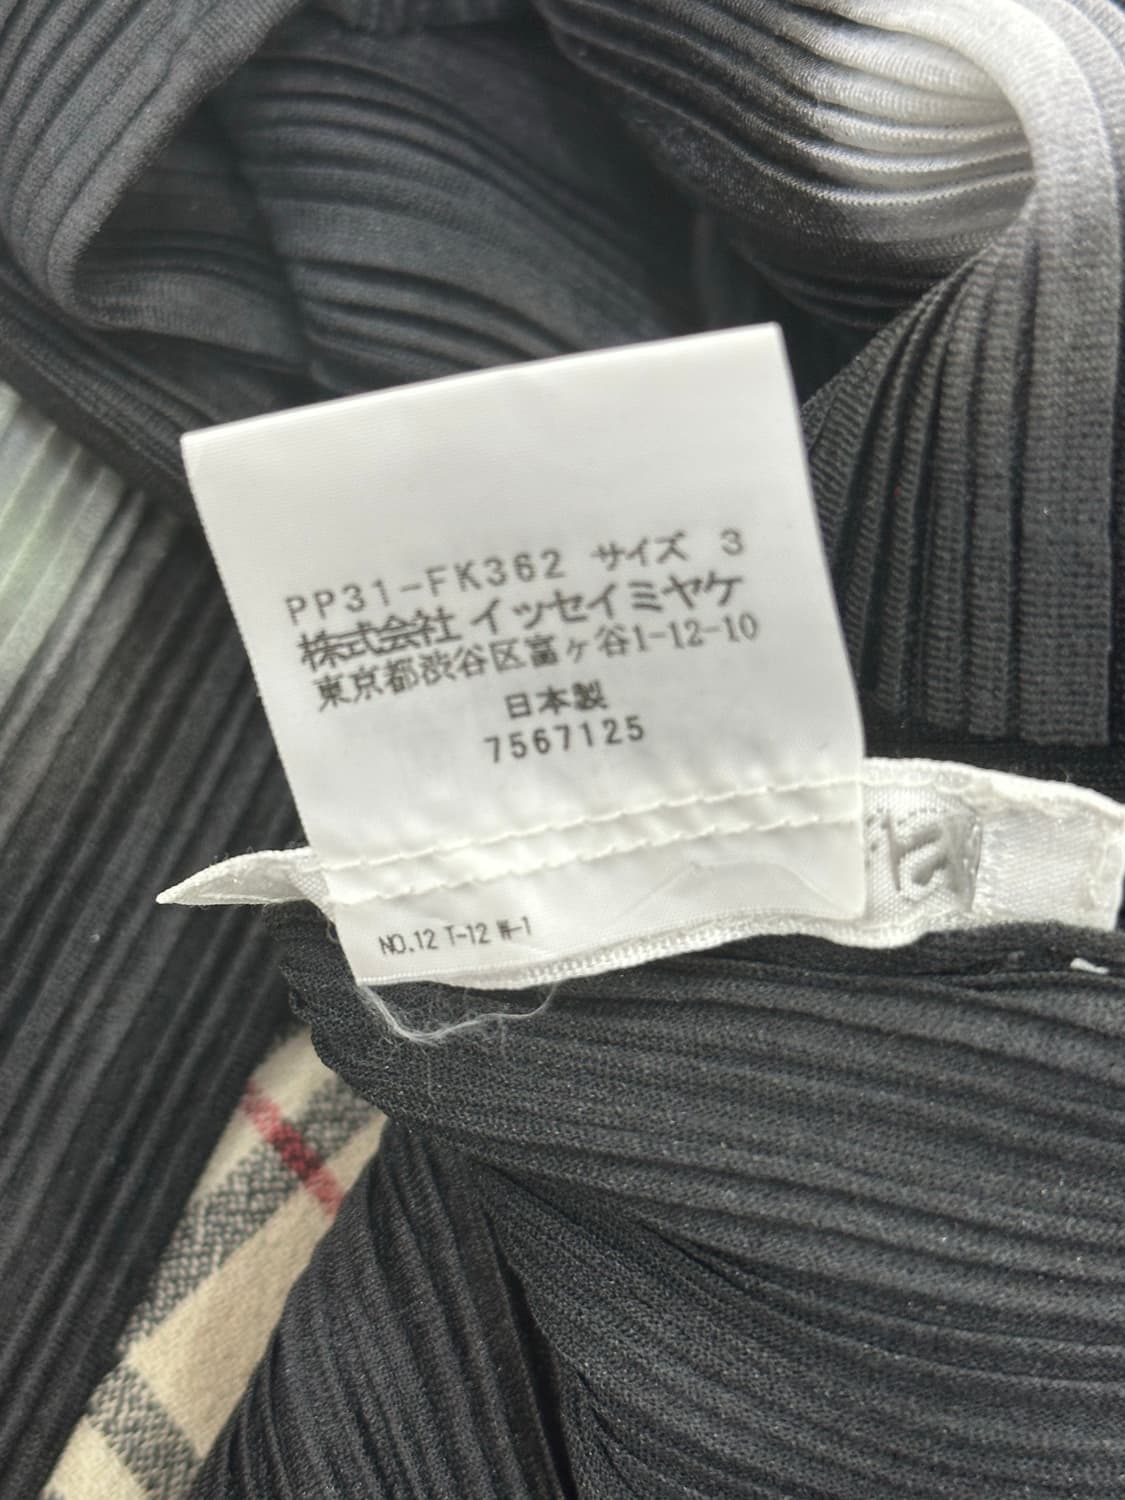 PP31-FK362 サイズ 3
株式会社 イッセイミヤケ
東京都渋谷区富ヶ谷1-12-10
日本製
7567125
NO.12 T-12 W-1